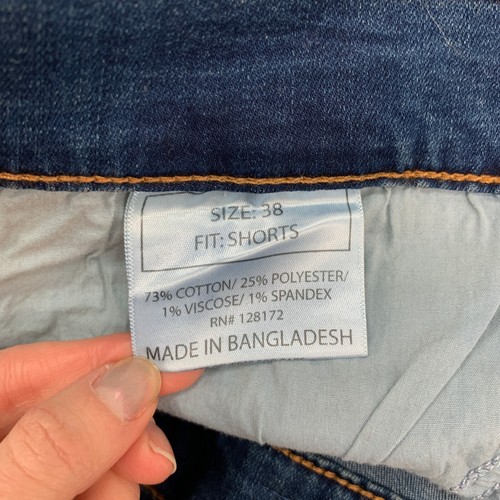 SIZE: 38
FIT: SHORTS
73% COTTON/ 25% POLYESTER/
1% VISCOSE/ 1% SPANDEX
RN# 128172
MADE IN BANGLADESH